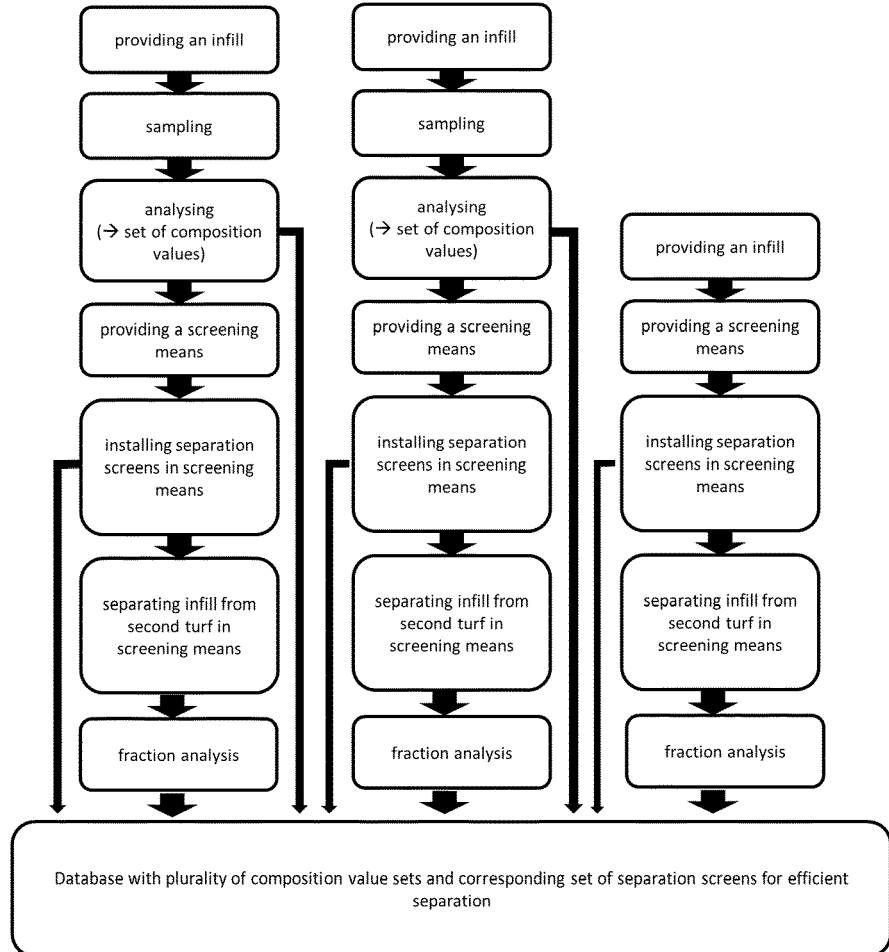 providing an infill
sampling
analysing
(→ set of composition
values)
providing a screening
means
installing separation
screens in screening
means
separating infill from
second turf in
screening means
fraction analysis
providing an infill
sampling
analysing
(→ set of composition
values)
providing a screening
means
installing separation
screens in screening
means
separating infill from
second turf in
screening means
fraction analysis
providing an infill
providing a screening
means
installing separation
screens in screening
means
separating infill from
second turf in
screening means
fraction analysis
Database with plurality of composition value sets and corresponding set of separation screens for efficient
separation